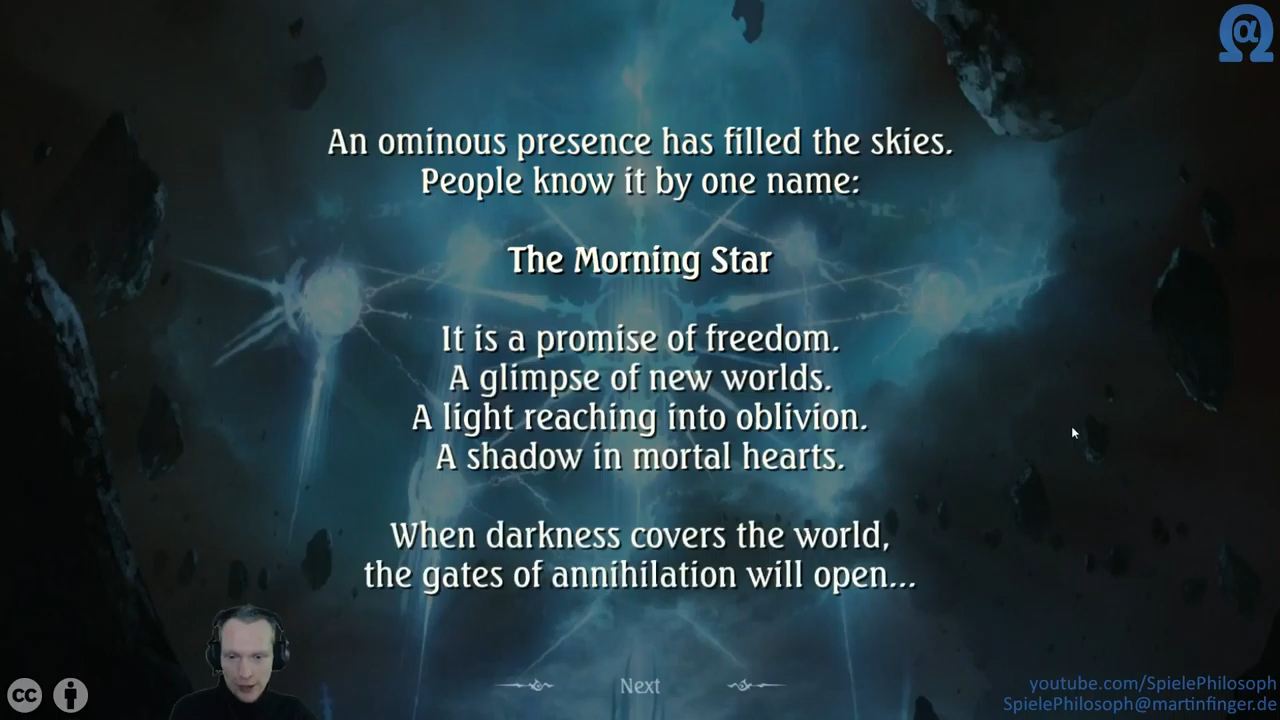 An ominous presence has filled the skies.
People know it by one name:
The Morning Star
It is a promise of freedom.
A glimpse of new worlds.
A light reaching into oblivion.
A shadow in mortal hearts.
When darkness covers the world,
the gates of annihilation will open...
Next
cc
youtube.com/SpielePhilosoph
SpielePhilosoph@martinfinger.de
Ω
@